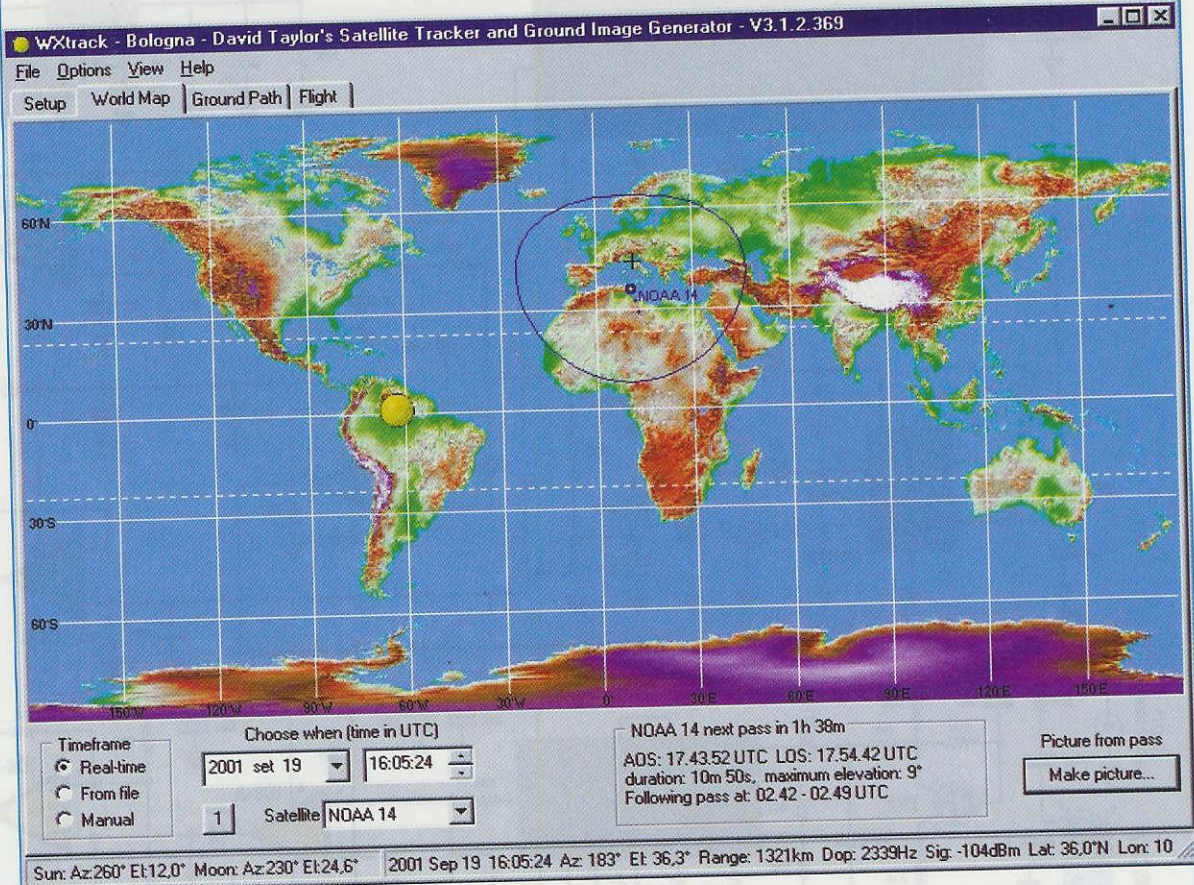 WXtrack - Bologna - David Taylor's Satellite Tracker and Ground Image Generator - V3.1.2.369
File Options View Help
Setup World Map Ground Path Flight
60°N
NOAA 14
30°N
0°
30°S
60°S
150°W 120°W 90°W 60°W 30°W 0° 30°E 60°E 90°E 120°E 150°E
Timeframe
Real-time
From file
Manual
Choose when (time in UTC)
2001 set 19 16:05:24
1 Satellite NOAA 14
NOAA 14 next pass in 1h 38m
AOS: 17.43.52 UTC LOS: 17.54.42 UTC
duration: 10m 50s, maximum elevation: 9°
Following pass at: 02.42 - 02.49 UTC
Picture from pass
Make picture...
Sun: Az:260° El:12,0° Moon: Az:230° El:24,6° 2001 Sep 19 16:05:24 Az: 183° El: 36,3° Range: 1321km Dop: 2339Hz Sig: -104dBm Lat: 36,0°N Lon: 10